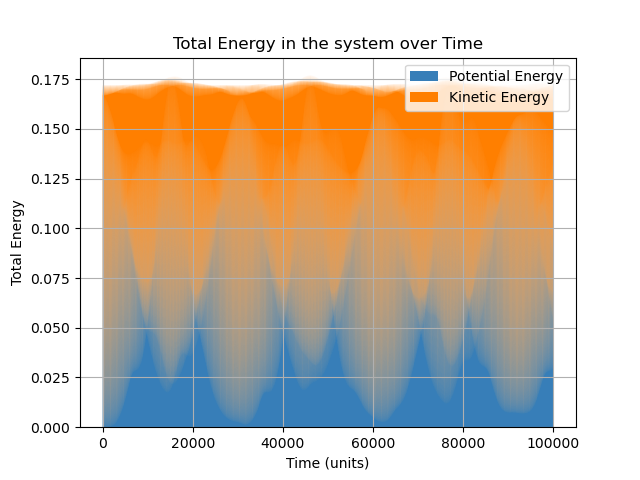 Total Energy in the system over Time
Potential Energy
Kinetic Energy
Total Energy
0.175
0.150
0.125
0.100
0.075
0.050
0.025
0.000
0 20000 40000 60000 80000 100000
Time (units)